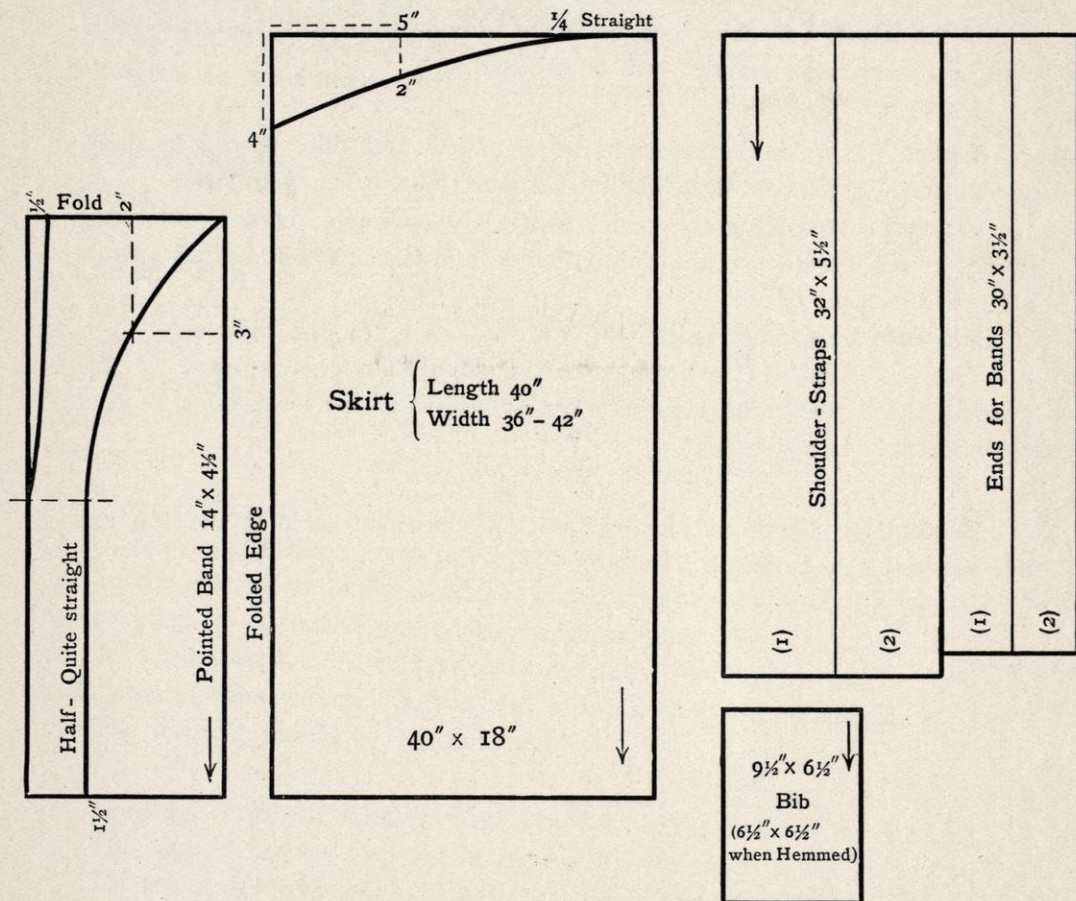 5″
¼ Straight
2″
4″
½″ Fold 2″
3″
Half - Quite straight
Pointed Band 14″ x 4½″
1½″
Folded Edge
Skirt { Length 40″
Width 36″ – 42″
40″ x 18″
Shoulder - Straps 32″ x 5½″
(1)
(2)
Ends for Bands 30″ x 3½″
(1)
(2)
9½″ x 6½″
Bib
(6½″ x 6½″
when Hemmed)